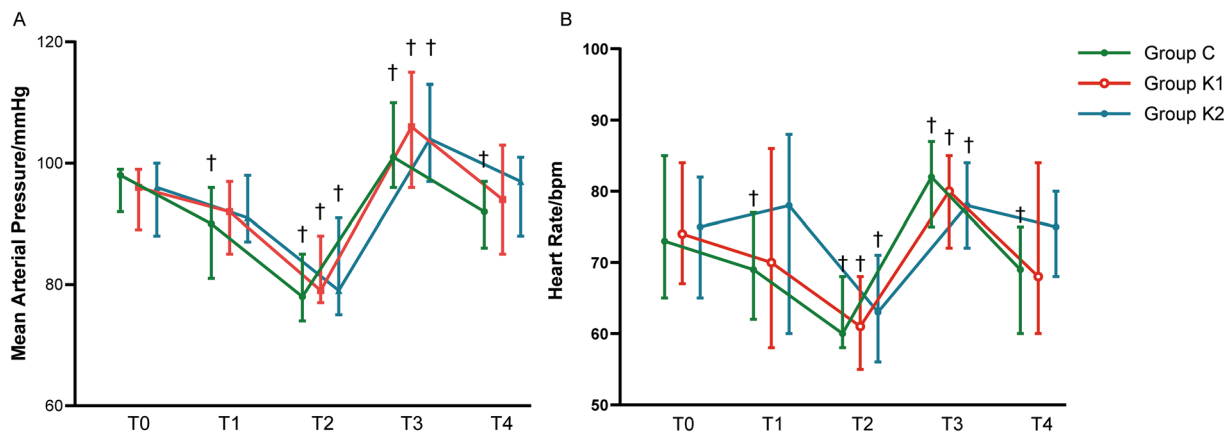 A
Mean Arterial Pressure/mmHg
120
100
80
60
† † † † † † † †
T0 T1 T2 T3 T4
B
Heart Rate/bpm
100
90
80
70
60
50
† † † † † † † †
T0 T1 T2 T3 T4
Group C
Group K1
Group K2